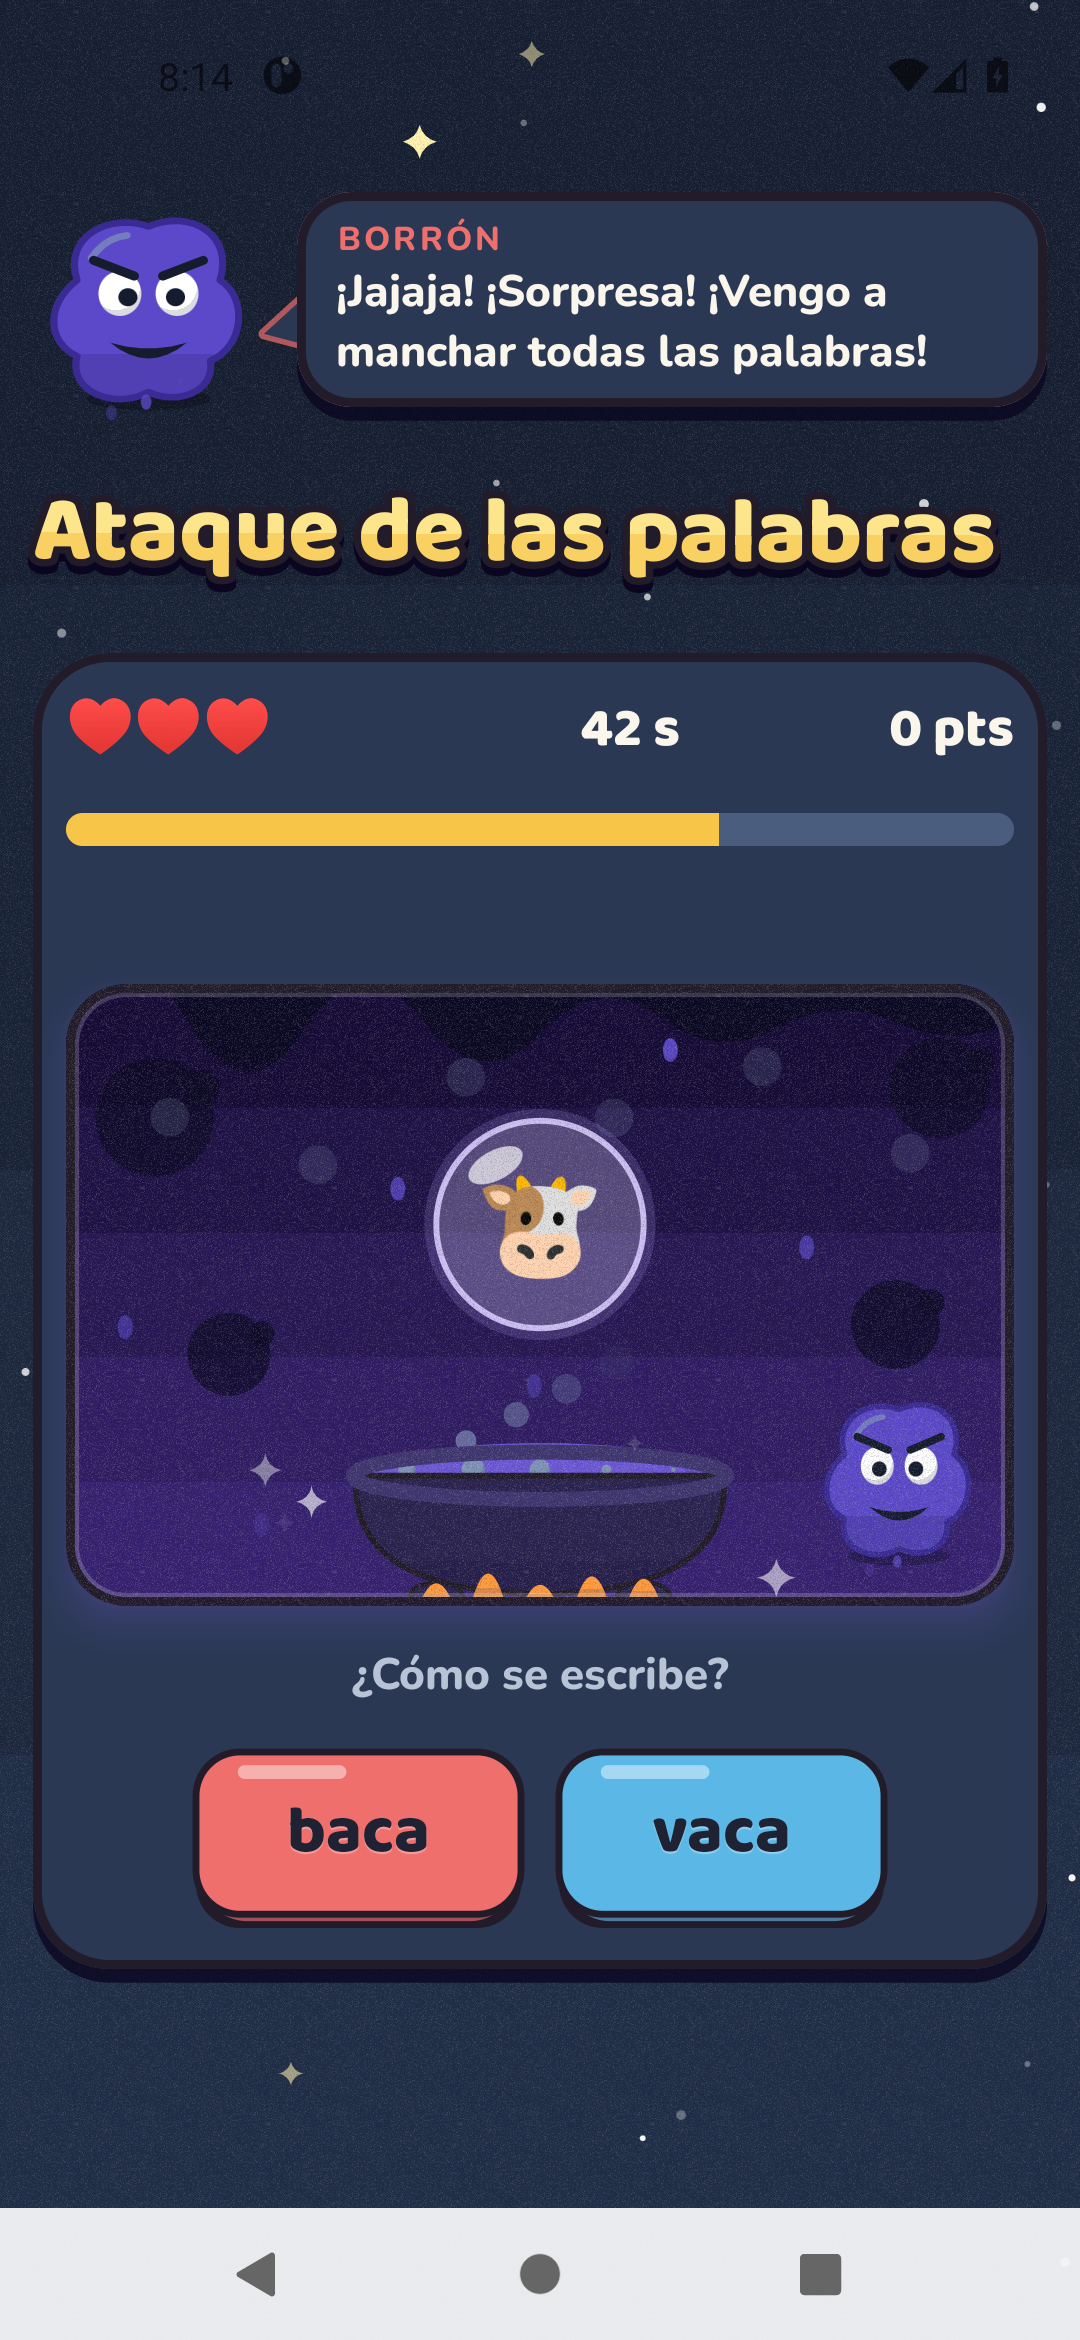 8:14
BORRÓN
¡Jajaja! ¡Sorpresa! ¡Vengo a
manchar todas las palabras!
Ataque de las palabras
42 s
0 pts
¿Cómo se escribe?
baca
vaca